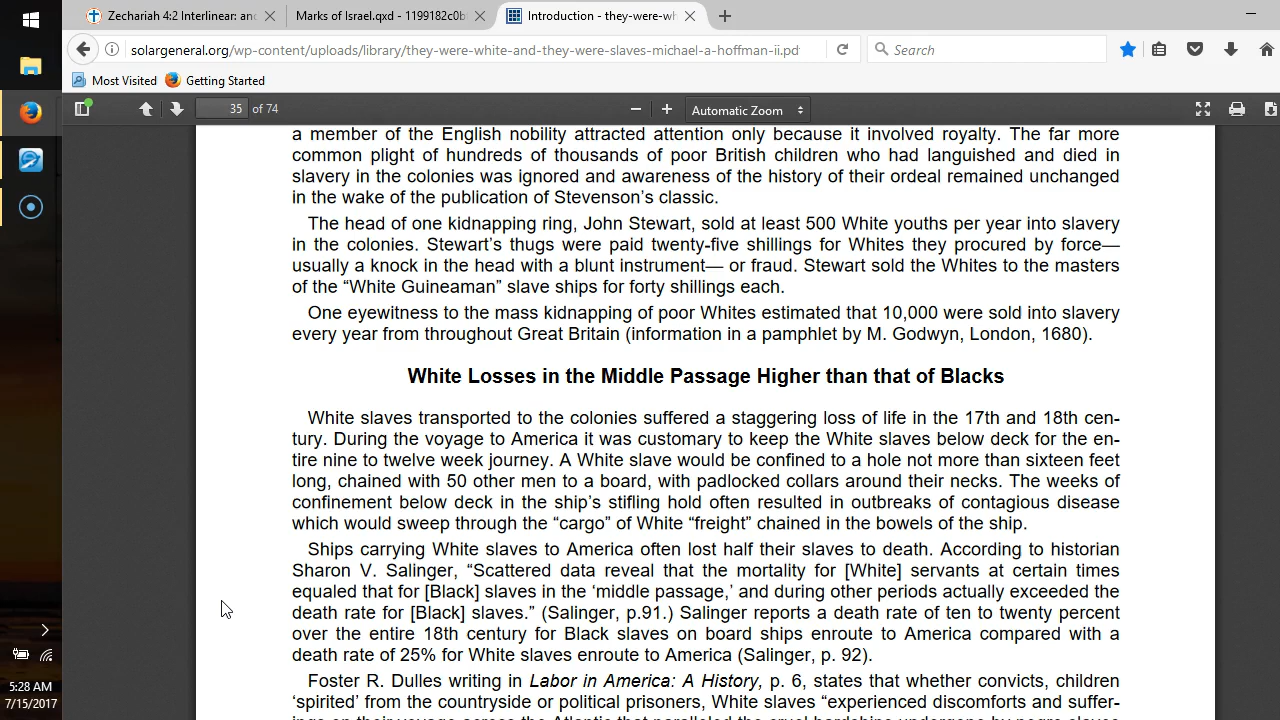 Zechariah 4:2 Interlinear: an
Marks of Israel.qxd - 1199182c0b
Introduction - they-were-wh
solargeneral.org/wp-content/uploads/library/they-were-white-and-they-were-slaves-michael-a-hoffman-ii.pd
Search
Most Visited
Getting Started
35 of 74
Automatic Zoom
a member of the English nobility attracted attention only because it involved royalty. The far more
common plight of hundreds of thousands of poor British children who had languished and died in
slavery in the colonies was ignored and awareness of the history of their ordeal remained unchanged
in the wake of the publication of Stevenson's classic.
The head of one kidnapping ring, John Stewart, sold at least 500 White youths per year into slavery
in the colonies. Stewart's thugs were paid twenty-five shillings for Whites they procured by force—
usually a knock in the head with a blunt instrument— or fraud. Stewart sold the Whites to the masters
of the “White Guineaman” slave ships for forty shillings each.
One eyewitness to the mass kidnapping of poor Whites estimated that 10,000 were sold into slavery
every year from throughout Great Britain (information in a pamphlet by M. Godwyn, London, 1680).
White Losses in the Middle Passage Higher than that of Blacks
White slaves transported to the colonies suffered a staggering loss of life in the 17th and 18th cen-
tury. During the voyage to America it was customary to keep the White slaves below deck for the en-
tire nine to twelve week journey. A White slave would be confined to a hole not more than sixteen feet
long, chained with 50 other men to a board, with padlocked collars around their necks. The weeks of
confinement below deck in the ship's stifling hold often resulted in outbreaks of contagious disease
which would sweep through the “cargo” of White “freight” chained in the bowels of the ship.
Ships carrying White slaves to America often lost half their slaves to death. According to historian
Sharon V. Salinger, “Scattered data reveal that the mortality for [White] servants at certain times
equaled that for [Black] slaves in the ‘middle passage,’ and during other periods actually exceeded the
death rate for [Black] slaves.” (Salinger, p.91.) Salinger reports a death rate of ten to twenty percent
over the entire 18th century for Black slaves on board ships enroute to America compared with a
death rate of 25% for White slaves enroute to America (Salinger, p. 92).
Foster R. Dulles writing in Labor in America: A History, p. 6, states that whether convicts, children
‘spirited’ from the countryside or political prisoners, White slaves “experienced discomforts and suffer-
ings on their voyage across the Atlantic that paralleled the cruel hardships undergone by negro slaves
5:28 AM
7/15/2017